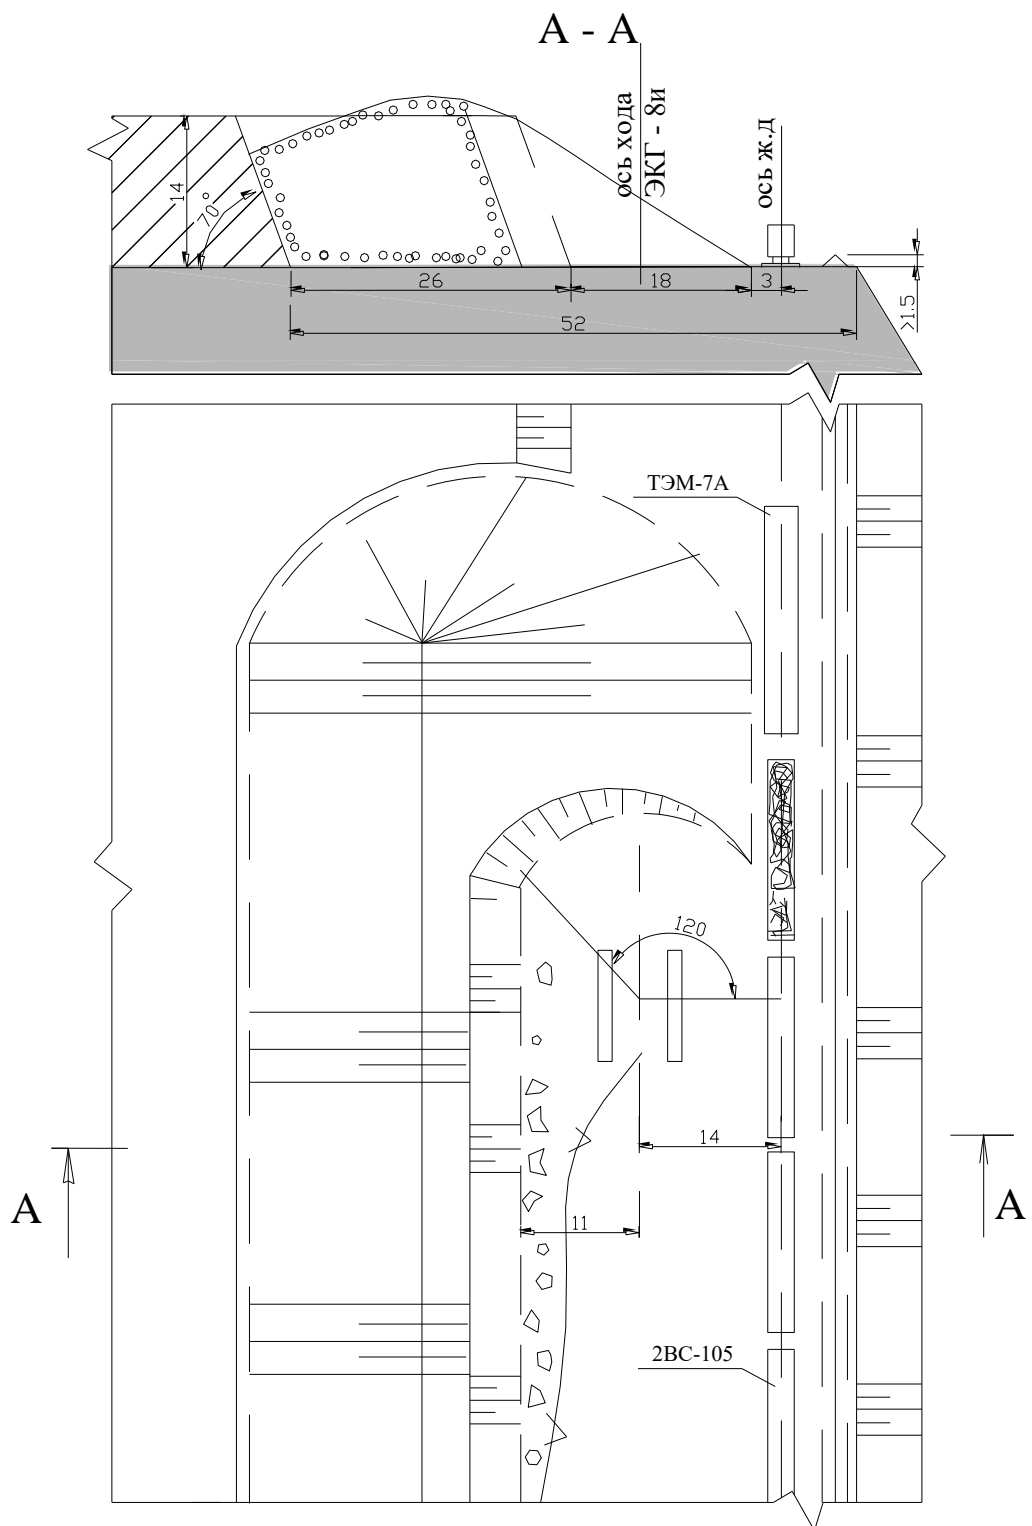 А - А
ось хода
ЭКГ - 8и
ось ж.д
14
70°
26
18
3
52
>1.5
ТЭМ-7А
120
14
А
А
11
2ВС-105